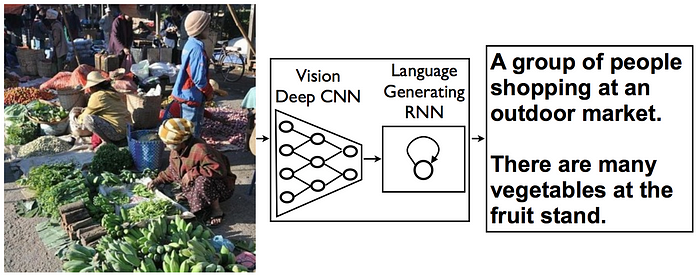 Vision
Deep CNN
Language
Generating
RNN
A group of people
shopping at an
outdoor market.
There are many
vegetables at the
fruit stand.